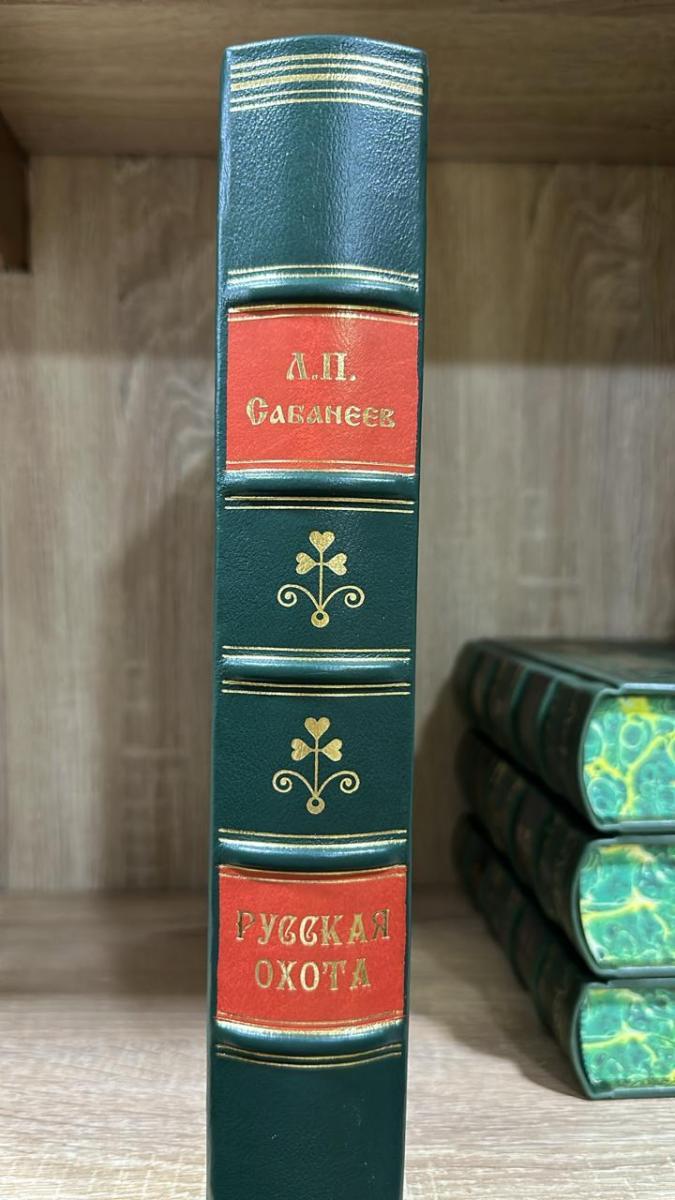 Л.П.
Сабанеев
Русская
охота